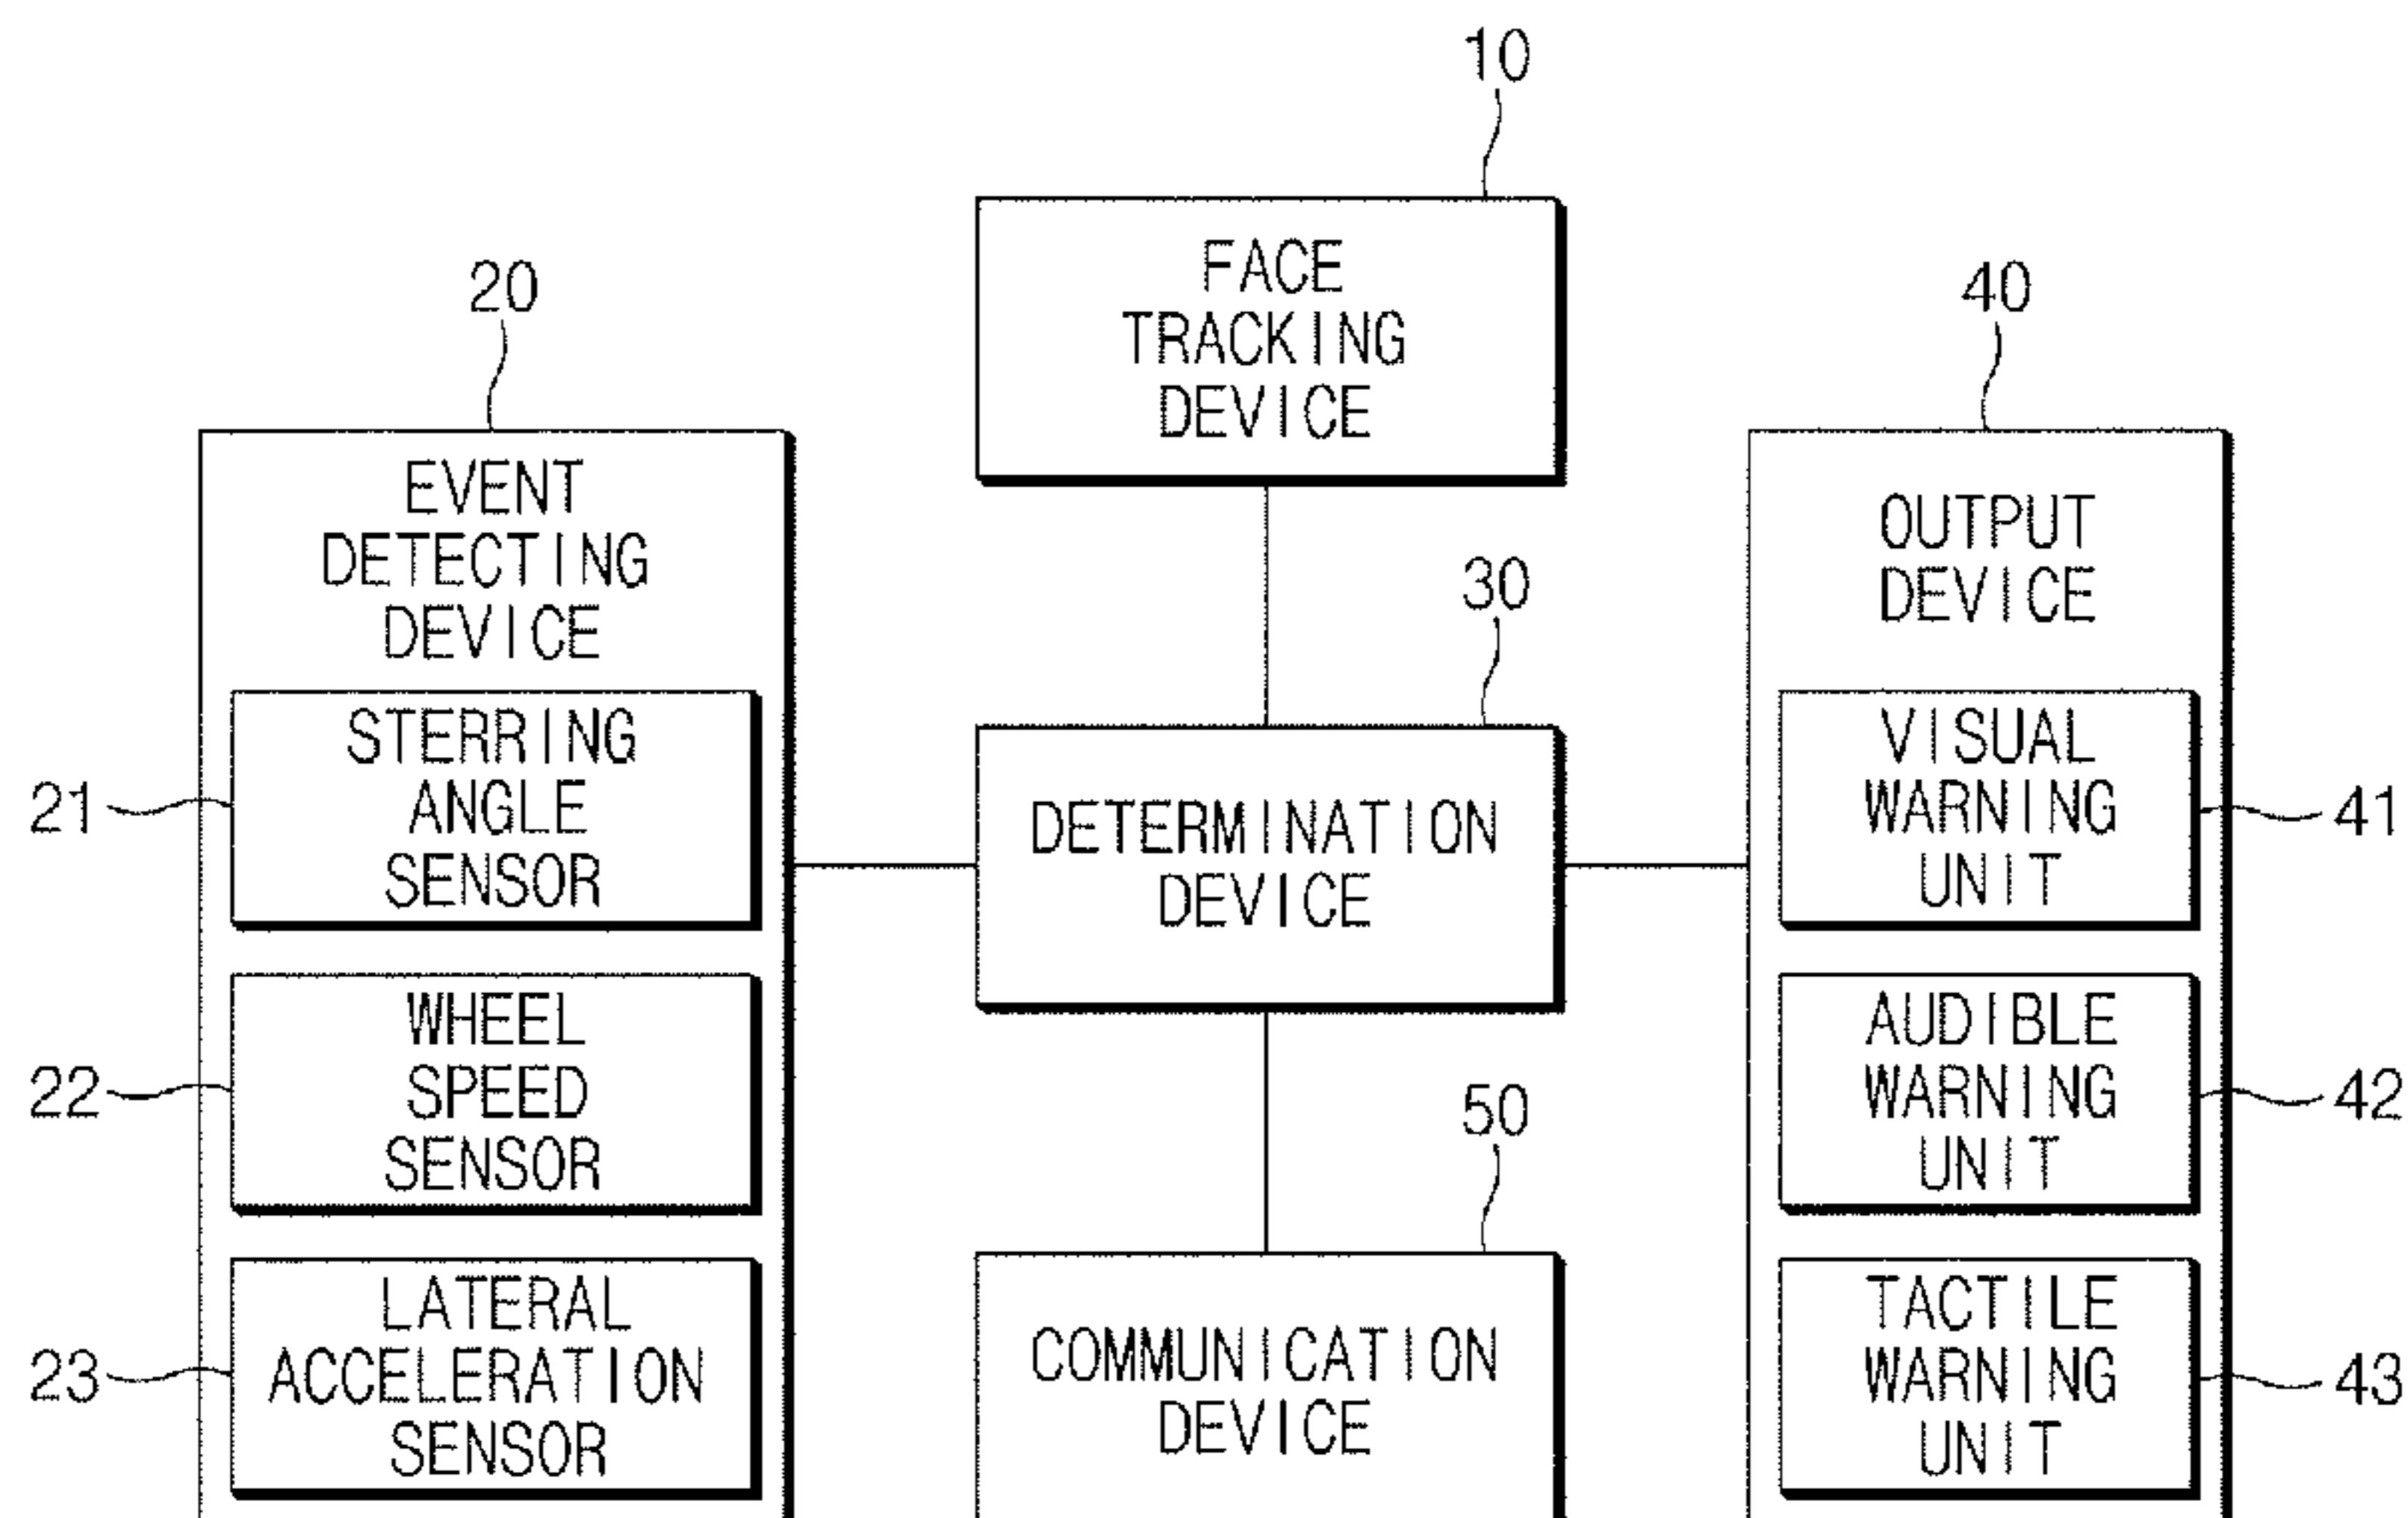 10
FACE
TRACKING
DEVICE
20
EVENT
DETECTING
DEVICE
21
STERRING
ANGLE
SENSOR
22
WHEEL
SPEED
SENSOR
23
LATERAL
ACCELERATION
SENSOR
30
DETERMINATION
DEVICE
50
COMMUNICATION
DEVICE
40
OUTPUT
DEVICE
VISUAL
WARNING
UNIT
41
AUDIBLE
WARNING
UNIT
42
TACTILE
WARNING
UNIT
43